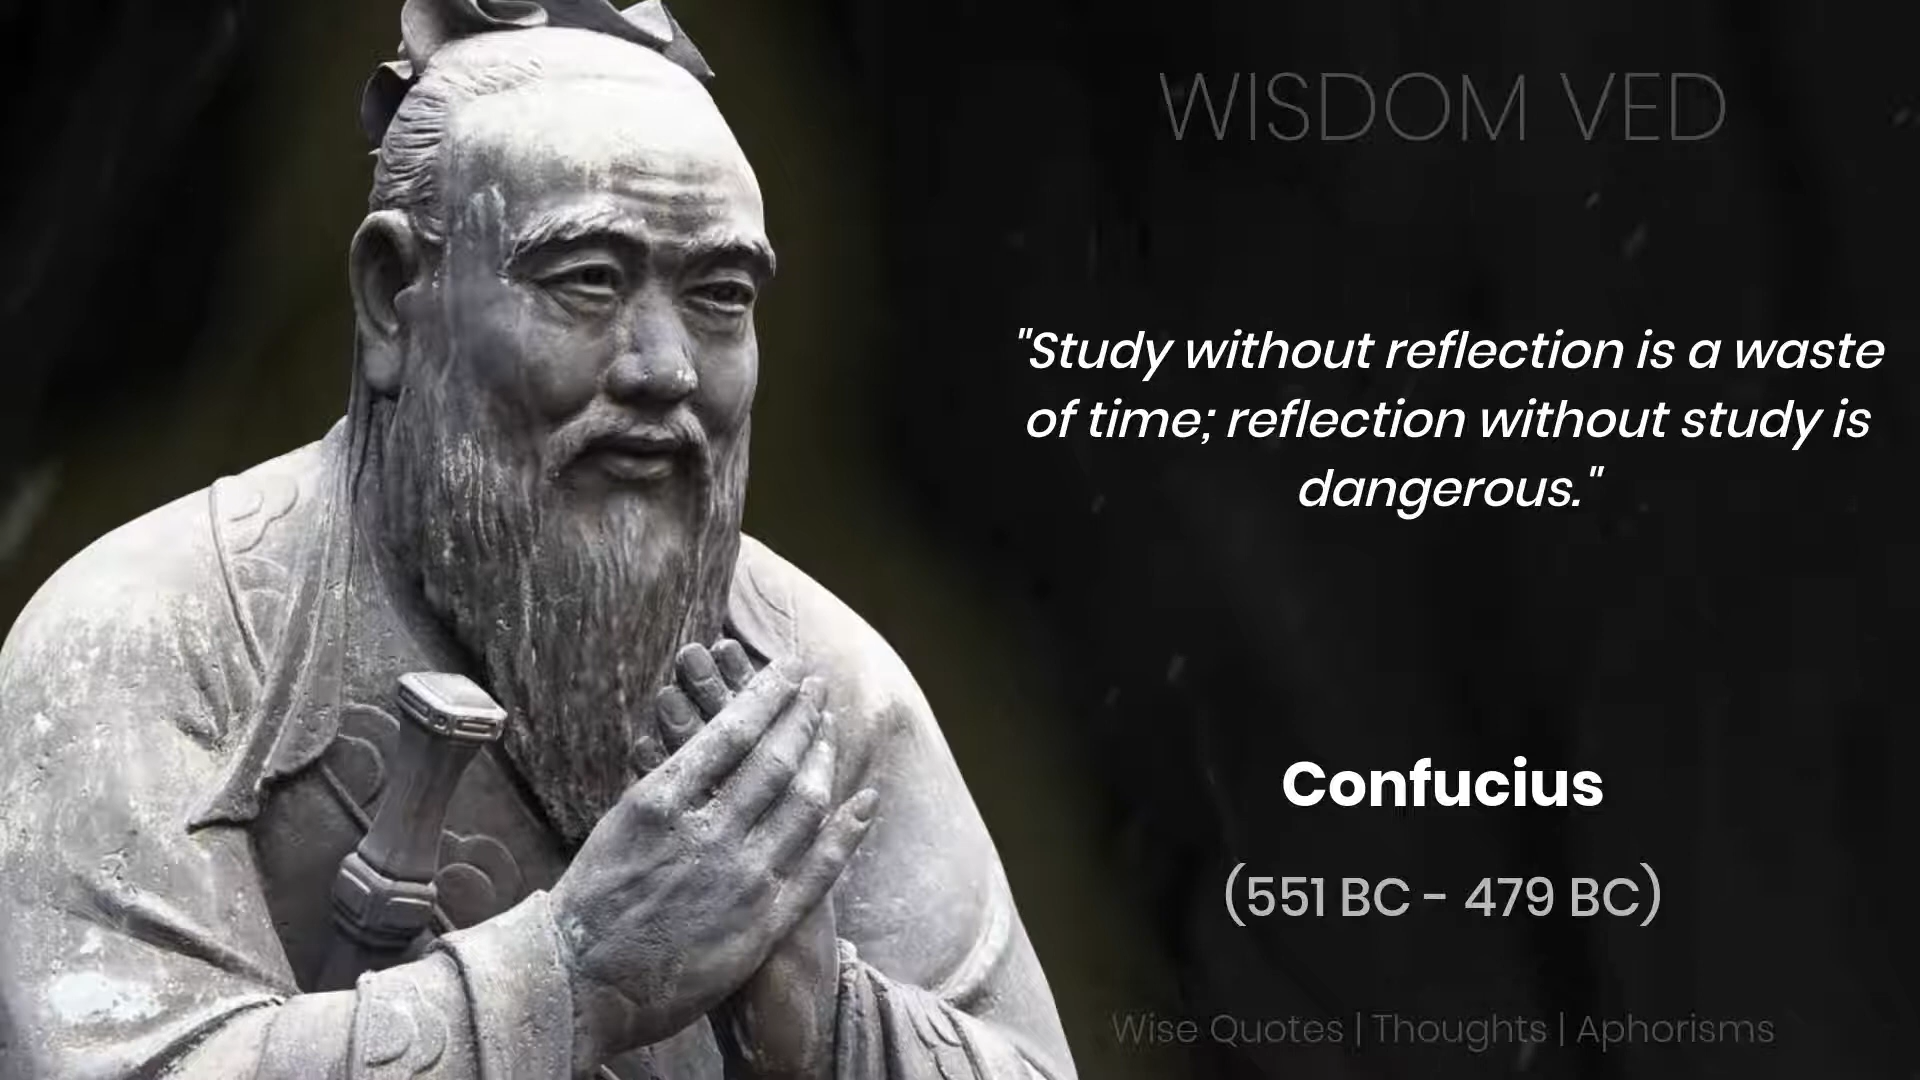 WISDOM VED
"Study without reflection is a waste
of time; reflection without study is
dangerous."
Confucius
(551 BC - 479 BC)
Wise Quotes | Thoughts | Aphorisms